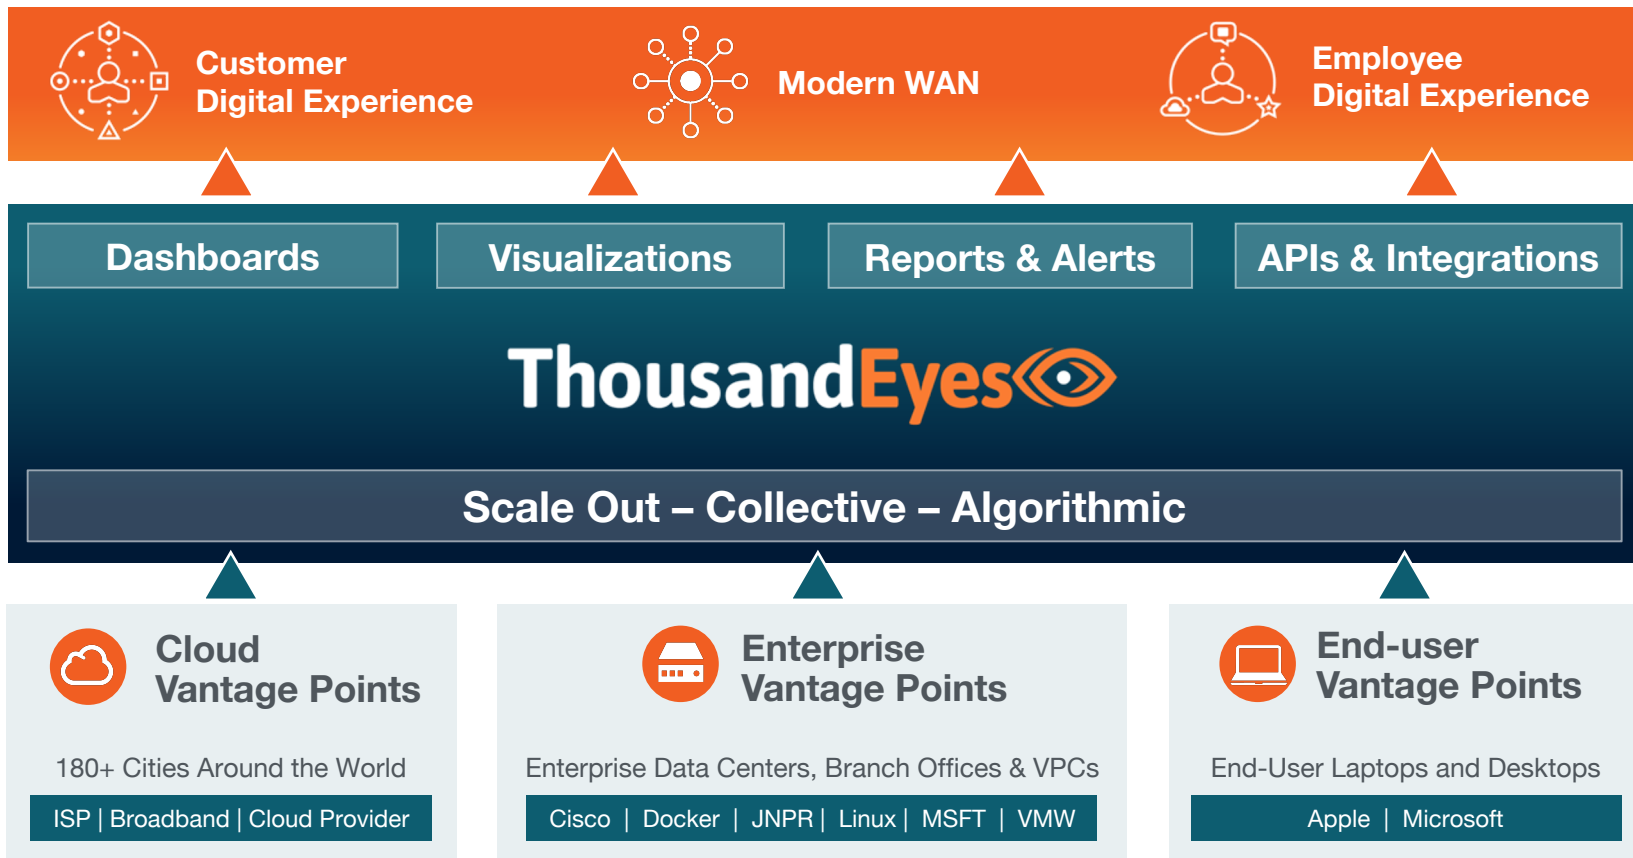 Customer
Digital Experience
Modern WAN
Employee
Digital Experience
Dashboards
Visualizations
Reports & Alerts
APIs & Integrations
ThousandEyes
Scale Out – Collective – Algorithmic
Cloud
Vantage Points
180+ Cities Around the World
ISP | Broadband | Cloud Provider
Enterprise
Vantage Points
Enterprise Data Centers, Branch Offices & VPCs
Cisco | Docker | JNPR | Linux | MSFT | VMW
End-user
Vantage Points
End-User Laptops and Desktops
Apple | Microsoft